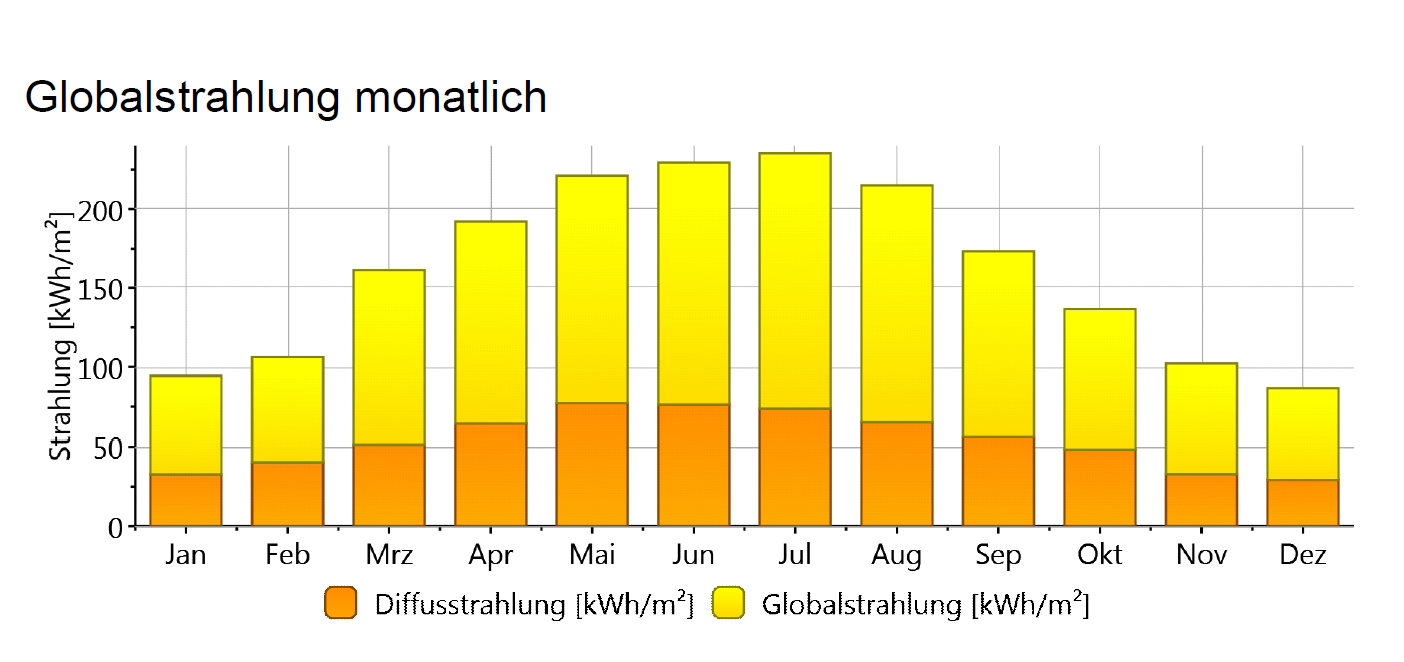 Globalstrahlung monatlich
Strahlung [kWh/m²]
200
150
100
50
0
Jan Feb Mrz Apr Mai Jun Jul Aug Sep Okt Nov Dez
Diffusstrahlung [kWh/m²] Globalstrahlung [kWh/m²]